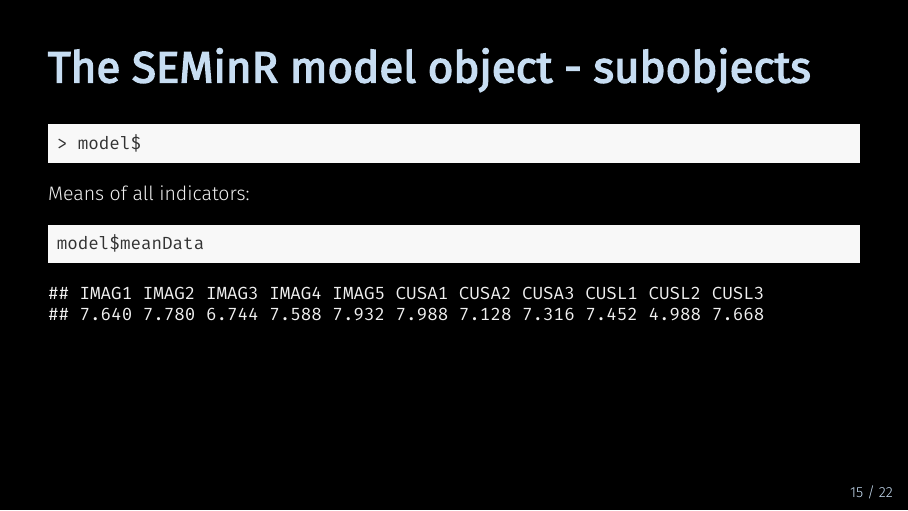 The SEMinR model object - subobjects
> model$
Means of all indicators:
model$meanData
## IMAG1 IMAG2 IMAG3 IMAG4 IMAG5 CUSA1 CUSA2 CUSA3 CUSL1 CUSL2 CUSL3
## 7.640 7.780 6.744 7.588 7.932 7.988 7.128 7.316 7.452 4.988 7.668
15 / 22